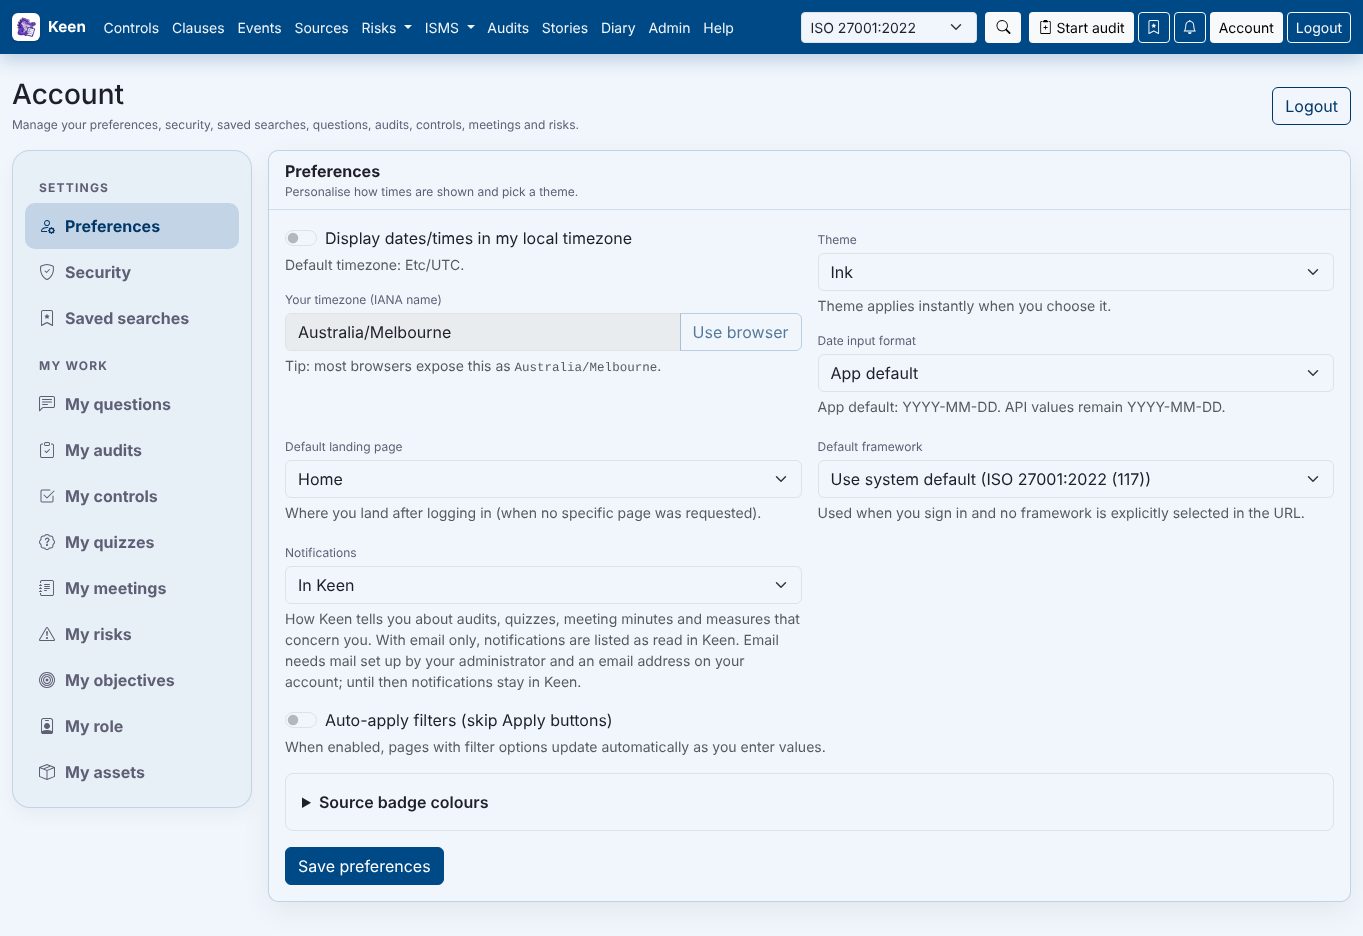 Keen
Controls
Clauses
Events
Sources
Risks
ISMS
Audits
Stories
Diary
Admin
Help
ISO 27001:2022
Start audit
Account
Logout
Account
Manage your preferences, security, saved searches, questions, audits, controls, meetings and risks.
Logout
SETTINGS
Preferences
Security
Saved searches
MY WORK
My questions
My audits
My controls
My quizzes
My meetings
My risks
My objectives
My role
My assets
Preferences
Personalise how times are shown and pick a theme.
Display dates/times in my local timezone
Default timezone: Etc/UTC.
Your timezone (IANA name)
Australia/Melbourne
Use browser
Tip: most browsers expose this as Australia/Melbourne.
Theme
Ink
Theme applies instantly when you choose it.
Date input format
App default
App default: YYYY-MM-DD. API values remain YYYY-MM-DD.
Default landing page
Home
Where you land after logging in (when no specific page was requested).
Default framework
Use system default (ISO 27001:2022 (117))
Used when you sign in and no framework is explicitly selected in the URL.
Notifications
In Keen
How Keen tells you about audits, quizzes, meeting minutes and measures that
concern you. With email only, notifications are listed as read in Keen. Email
needs mail set up by your administrator and an email address on your
account; until then notifications stay in Keen.
Auto-apply filters (skip Apply buttons)
When enabled, pages with filter options update automatically as you enter values.
Source badge colours
Save preferences